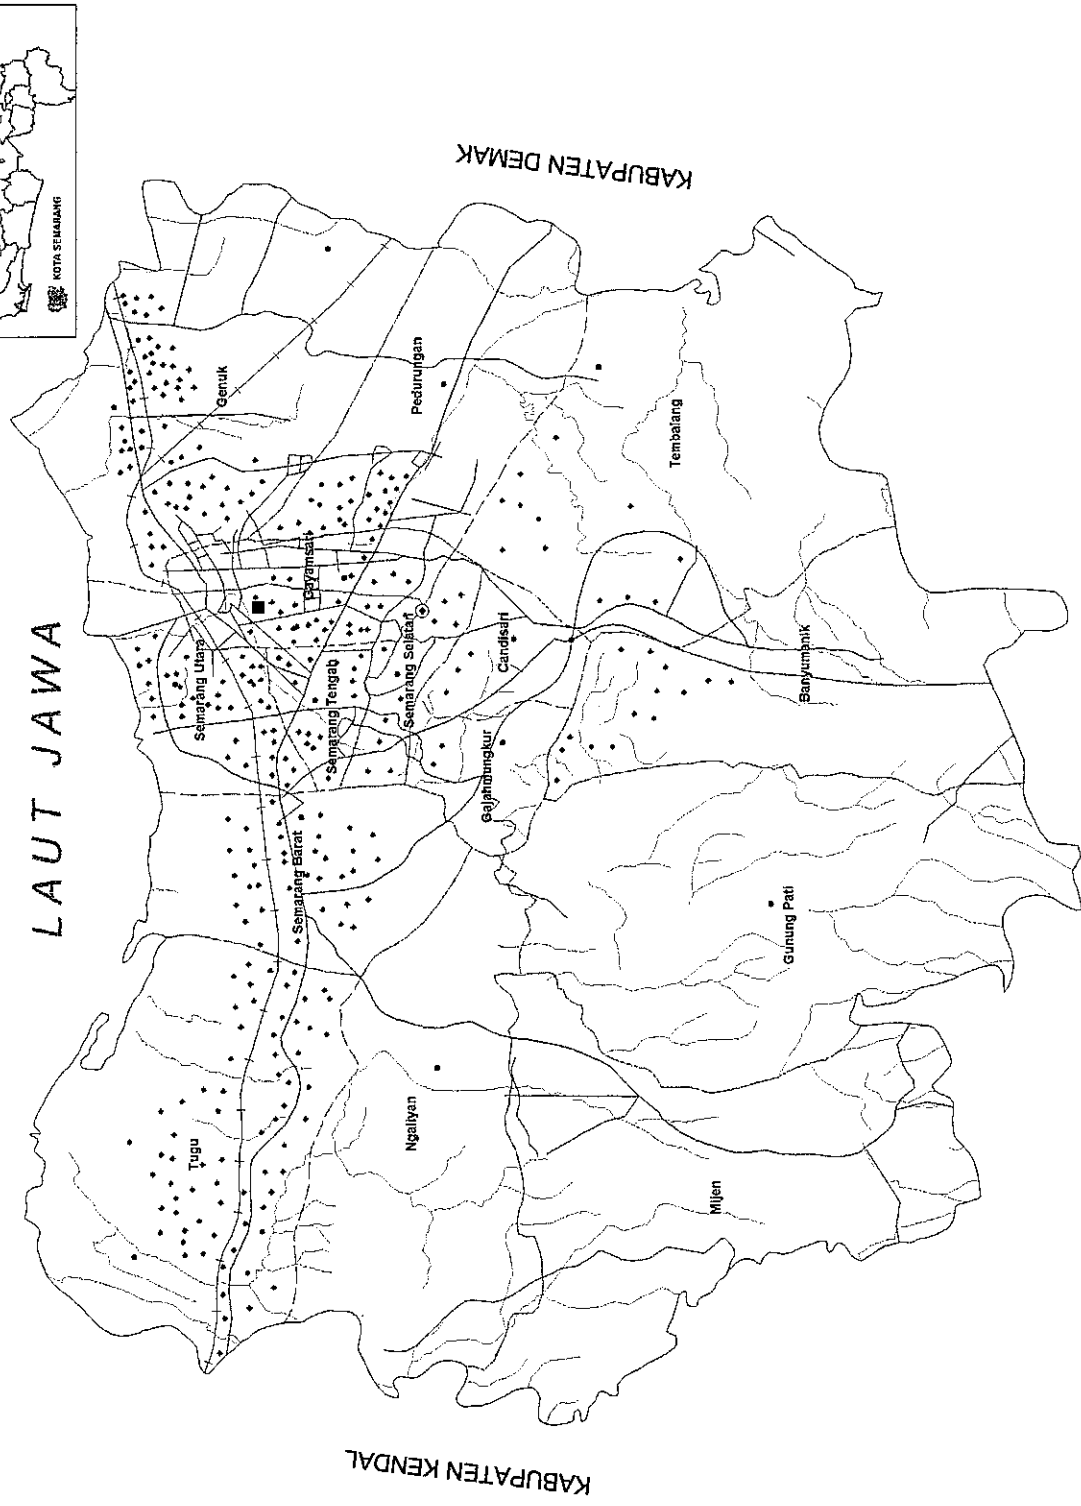 LAUT JAWA
KOTA SEMARANG
KABUPATEN KENDAL
KABUPATEN DEMAK
Tugu
Semarang Utara
Genuk
Semarang Barat
Semarang Tengah
Gayamsari
Semarang Selatan
Pedurungan
Ngaliyan
Gajahmungkur
Candisari
Tembalang
Mijen
Gunung Pati
Banyumanik